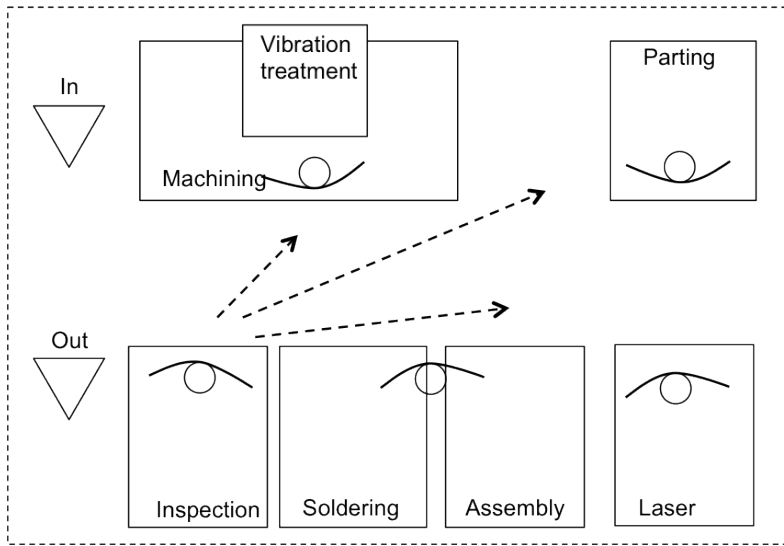 Vibration
treatment
Parting
In
Machining
Out
Inspection
Soldering
Assembly
Laser